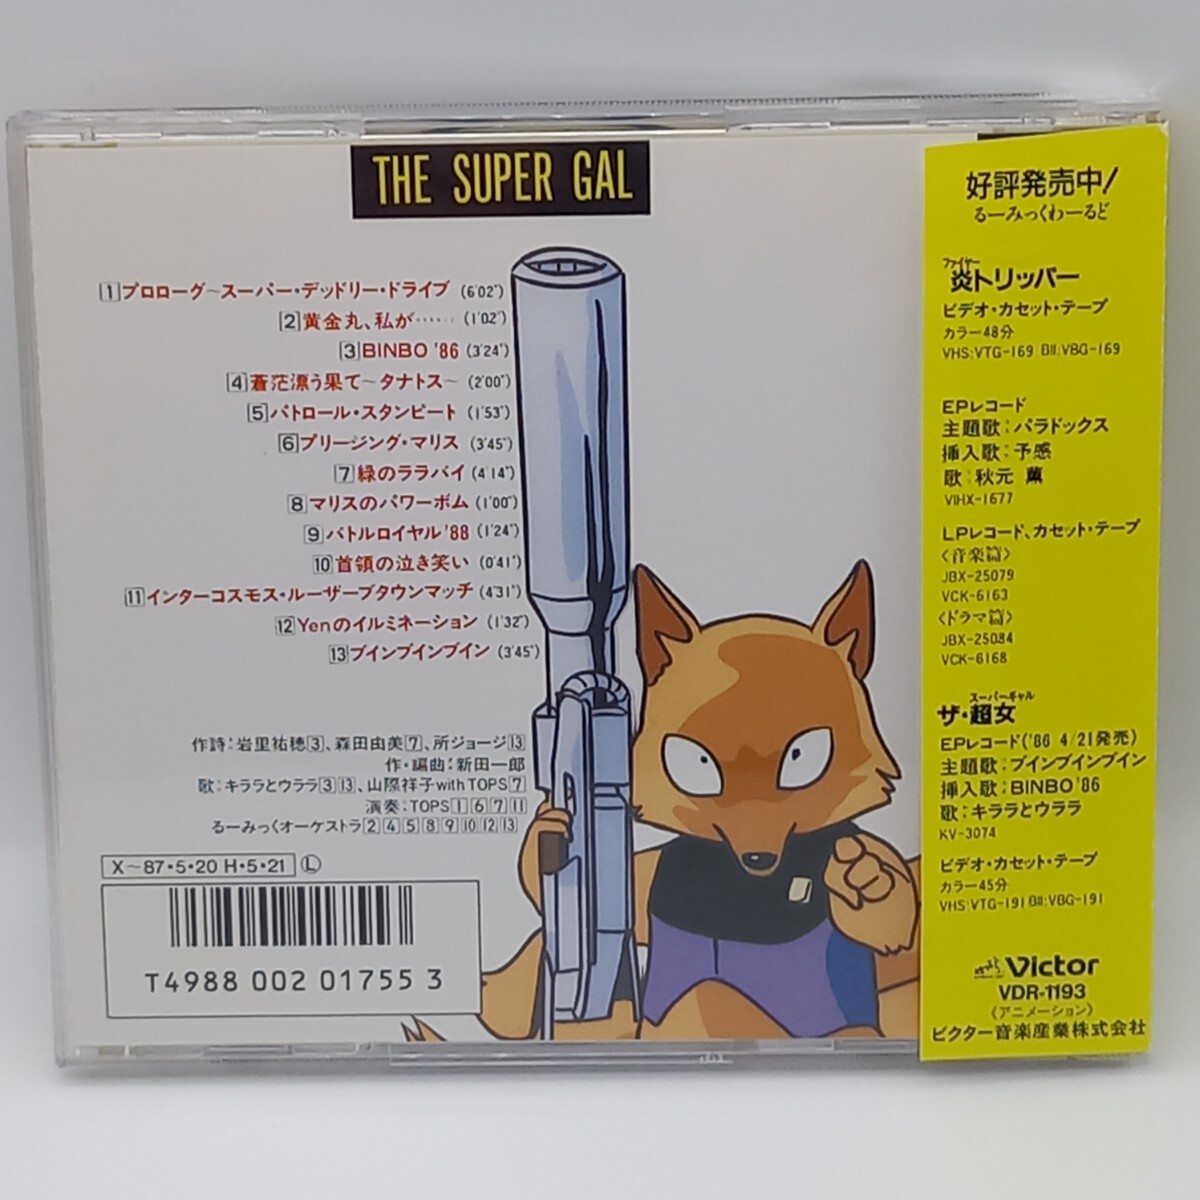 THE SUPER GAL
1 プロローグ~スーパー・デッドリー・ドライブ (6'02")
2 黄金丸、私が…… (1'02")
3 BINBO '86 (3'24")
4 蒼茫漂う果て~タナトス~ (2'00")
5 パトロール・スタンピート (1'53")
6 ブリージング・マリス (3'45")
7 緑のララバイ (4'14")
8 マリスのパワーボム (1'00")
9 バトルロイヤル'88 (1'24")
10 首領の泣き笑い (0'41")
11 インターコスモス・ルーザーブタウンマッチ (4'31")
12 Yenのイルミネーション (1'32")
13 ブインブインブイン (3'45")
作詩:岩里祐穂3、森田由美7、所ジョージ13
作・編曲:新田一郎
歌:キララとウララ3 13、山際祥子with TOPS7
演奏:TOPS1 6 7 11
るーみっくオーケストラ2 4 5 8 9 10 12 13
X~87・5・20 H・5・21 Ⓛ
T4988 002 01755 3
好評発売中!
るーみっくわーるど
ファイヤー
炎トリッパー
ビデオ・カセット・テープ
カラー48分
VHS:VTG-169 BII:VBG-169
EPレコード
主題歌:パラドックス
挿入歌:予感
歌:秋元 薫
VIHX-1677
LPレコード、カセット・テープ
〈音楽篇〉
JBX-25079
VCK-6163
〈ドラマ篇〉
JBX-25084
VCK-6168
スーパーギャル
ザ・超女
EPレコード('86 4/21発売)
主題歌:ブインブインブイン
挿入歌:BINBO'86
歌:キララとウララ
KV-3074
ビデオ・カセット・テープ
カラー45分
VHS:VTG-191 BII:VBG-191
Victor
VDR-1193
〈アニメーション〉
ビクター音楽産業株式会社